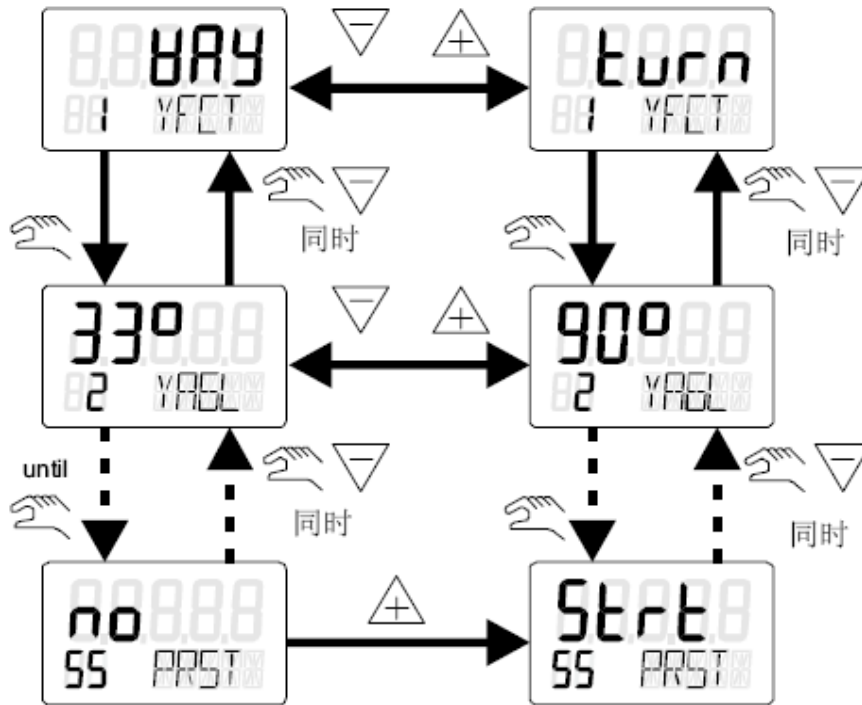 WAY
1 YFCT
turn
1 YFCT
同时
同时
33°
2 YAGL
90°
2 YAGL
until
同时
同时
no
55 PRST
Strt
55 PRST